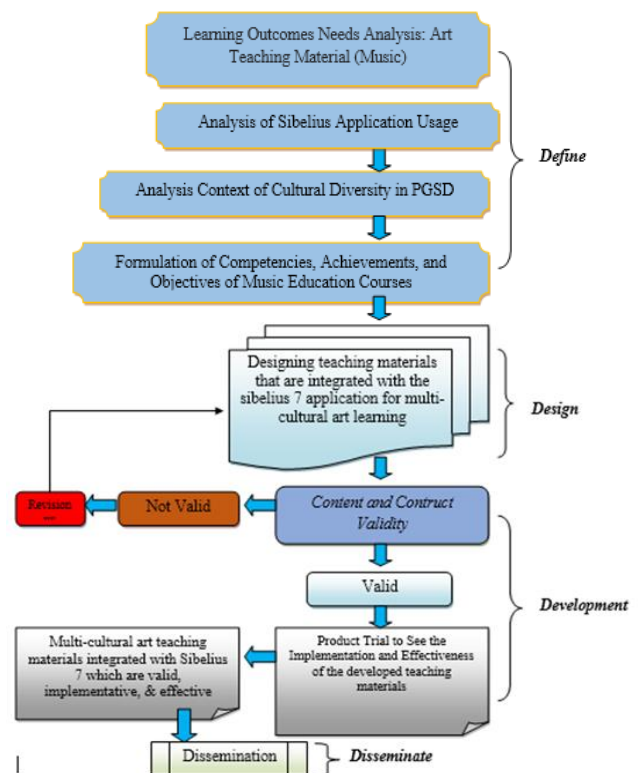 Learning Outcomes Needs Analysis: Art
Teaching Material (Music)
Analysis of Sibelius Application Usage
Define
Analysis Context of Cultural Diversity in PGSD
Formulation of Competencies, Achievements, and
Objectives of Music Education Courses
Designing teaching materials
that are integrated with the
sibelius 7 application for multi-
cultural art learning
Design
Revision
Not Valid
Content and Contruct
Validity
Valid
Development
Multi-cultural art teaching
materials integrated with Sibelius
7 which are valid,
implementative, & effective
Product Trial to See the
Implementation and Effectiveness
of the developed teaching
materials
Dissemination
Disseminate